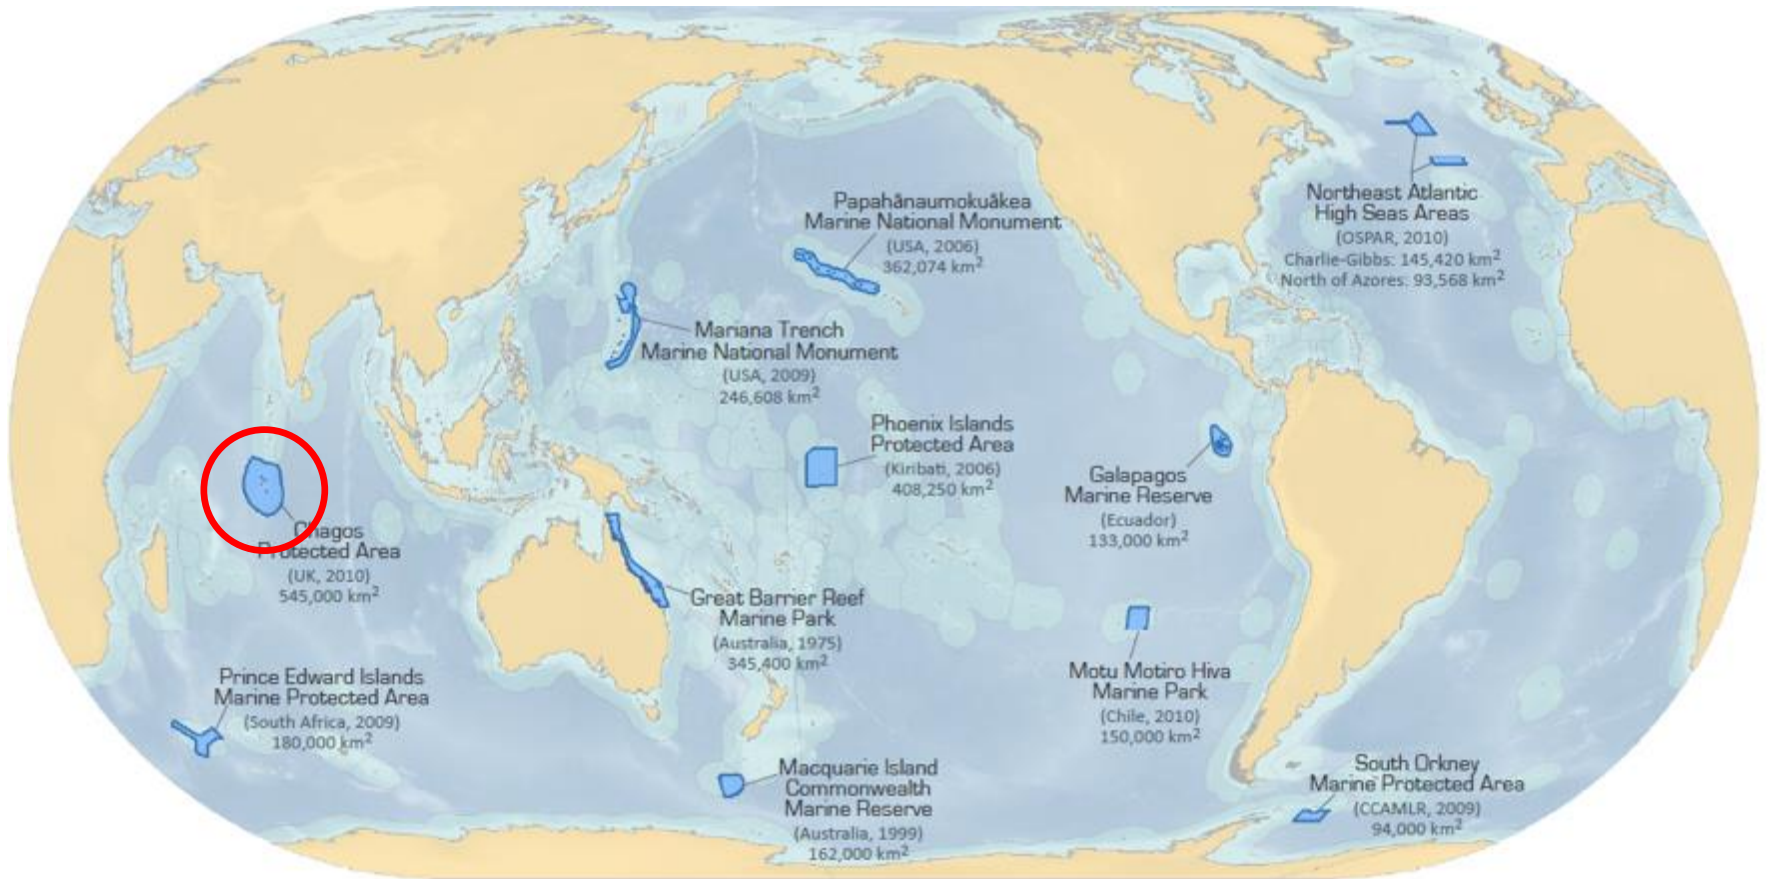 Papahånaumokuåkea
Marine National Monument
(USA, 2006)
362,074 km²
Northeast Atlantic
High Seas Areas
(OSPAR, 2010)
Charlie-Gibbs: 145,420 km²
North of Azores: 93,568 km²
Mariana Trench
Marine National Monument
(USA, 2009)
246,608 km²
Phoenix Islands
Protected Area
(Kiribati, 2006)
408,250 km²
Galapagos
Marine Reserve
(Ecuador)
133,000 km²
Chagos
Protected Area
(UK, 2010)
545,000 km²
Great Barrier Reef
Marine Park
(Australia, 1975)
345,400 km²
Motu Motiro Hiva
Marine Park
(Chile, 2010)
150,000 km²
Prince Edward Islands
Marine Protected Area
(South Africa, 2009)
180,000 km²
Macquarie Island
Commonwealth
Marine Reserve
(Australia, 1999)
162,000 km²
South Orkney
Marine Protected Area
(CCAMLR, 2009)
94,000 km²